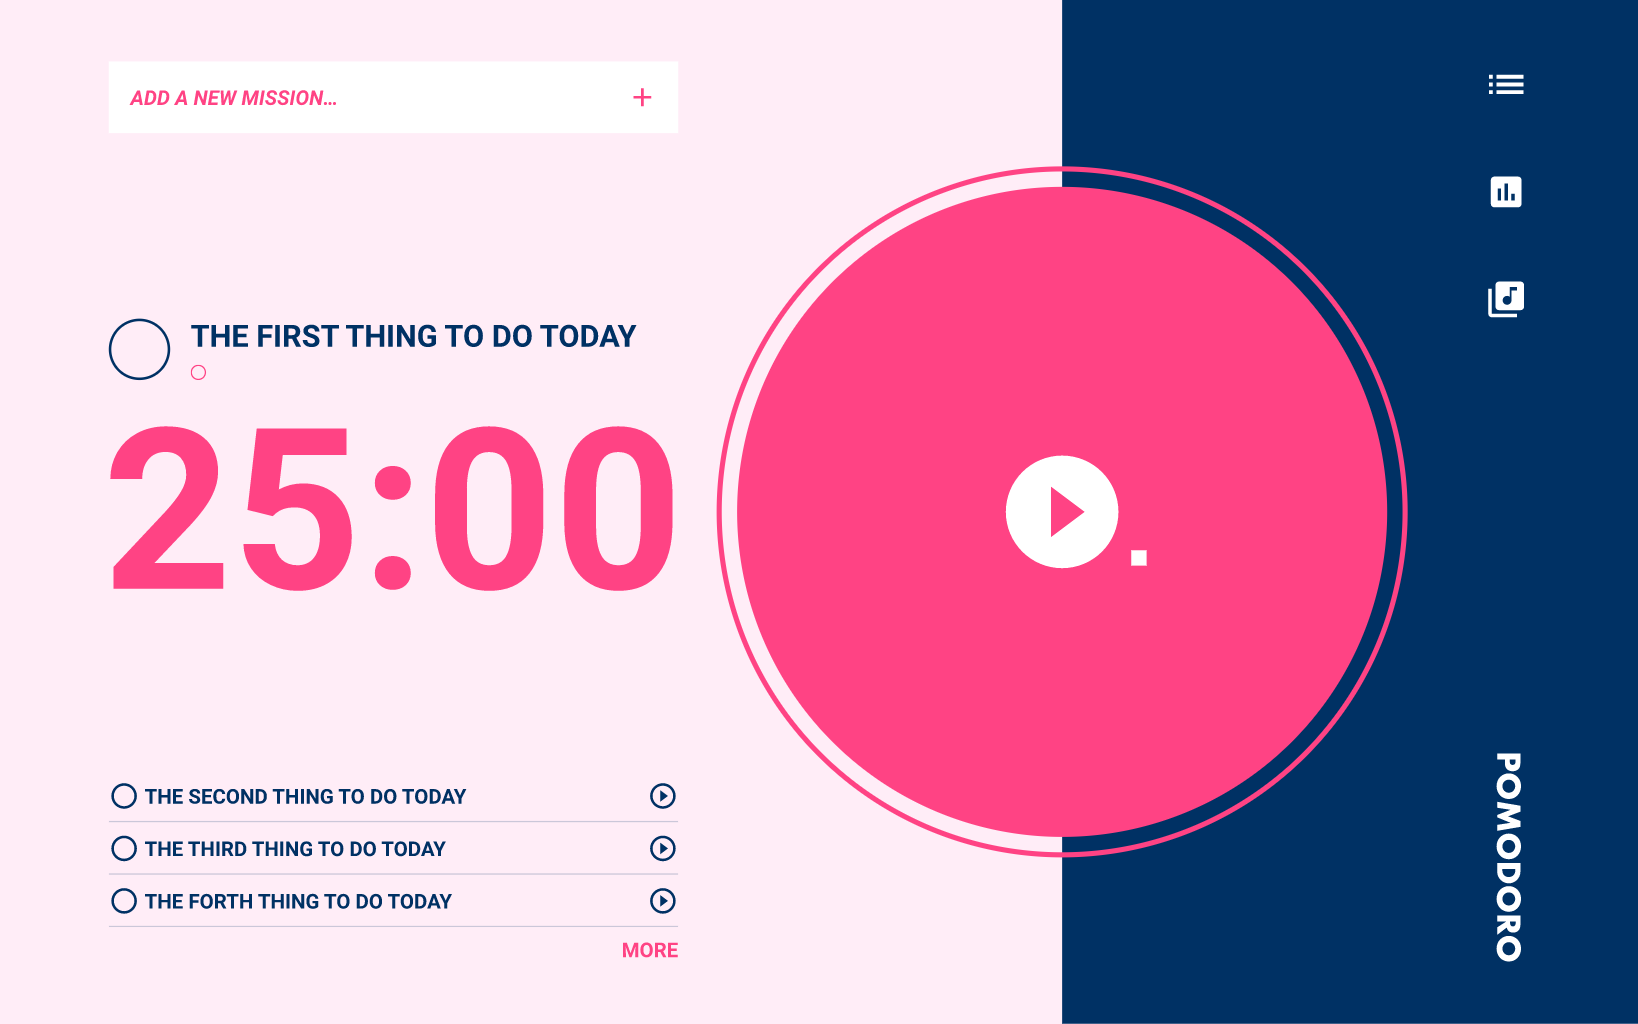 ADD A NEW MISSION…
THE FIRST THING TO DO TODAY
25:00
THE SECOND THING TO DO TODAY
THE THIRD THING TO DO TODAY
THE FORTH THING TO DO TODAY
MORE
POMODORO